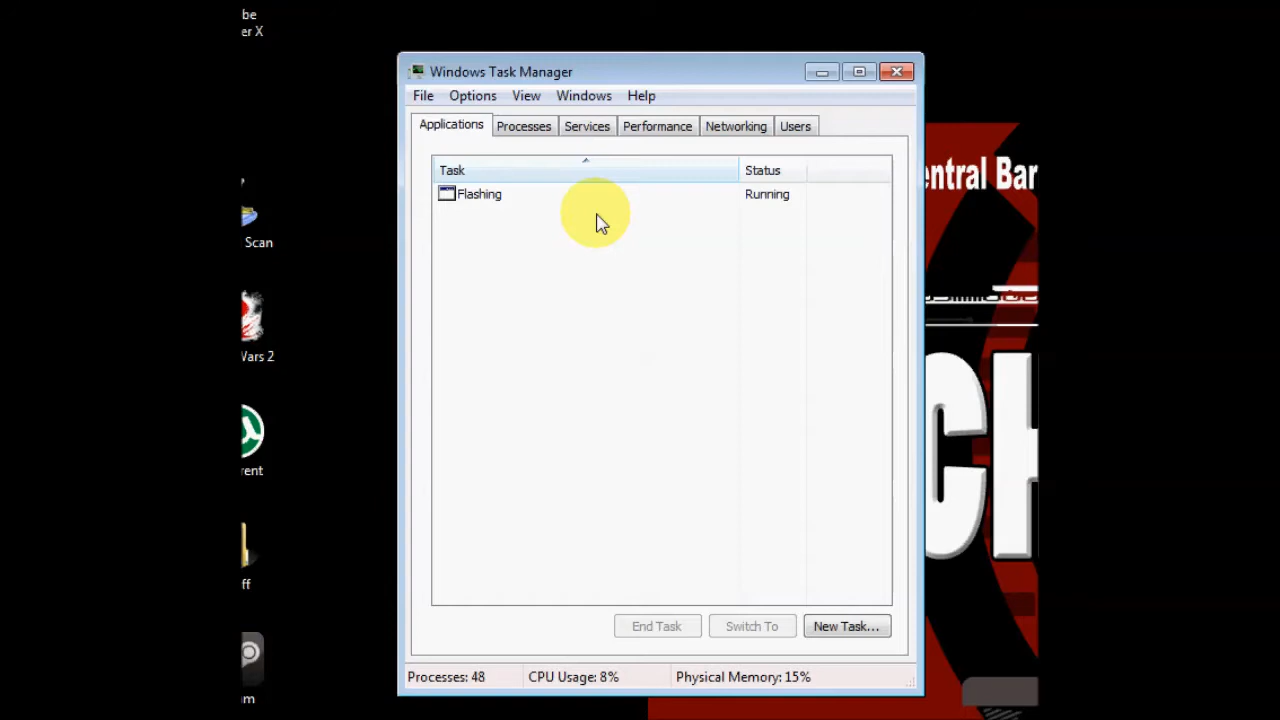 be
er X
Scan
Wars 2
rent
ff
m
Windows Task Manager
File Options View Windows Help
Applications Processes Services Performance Networking Users
Task Status
Flashing Running
End Task Switch To New Task...
Processes: 48 CPU Usage: 8% Physical Memory: 15%
entral Bar
CH